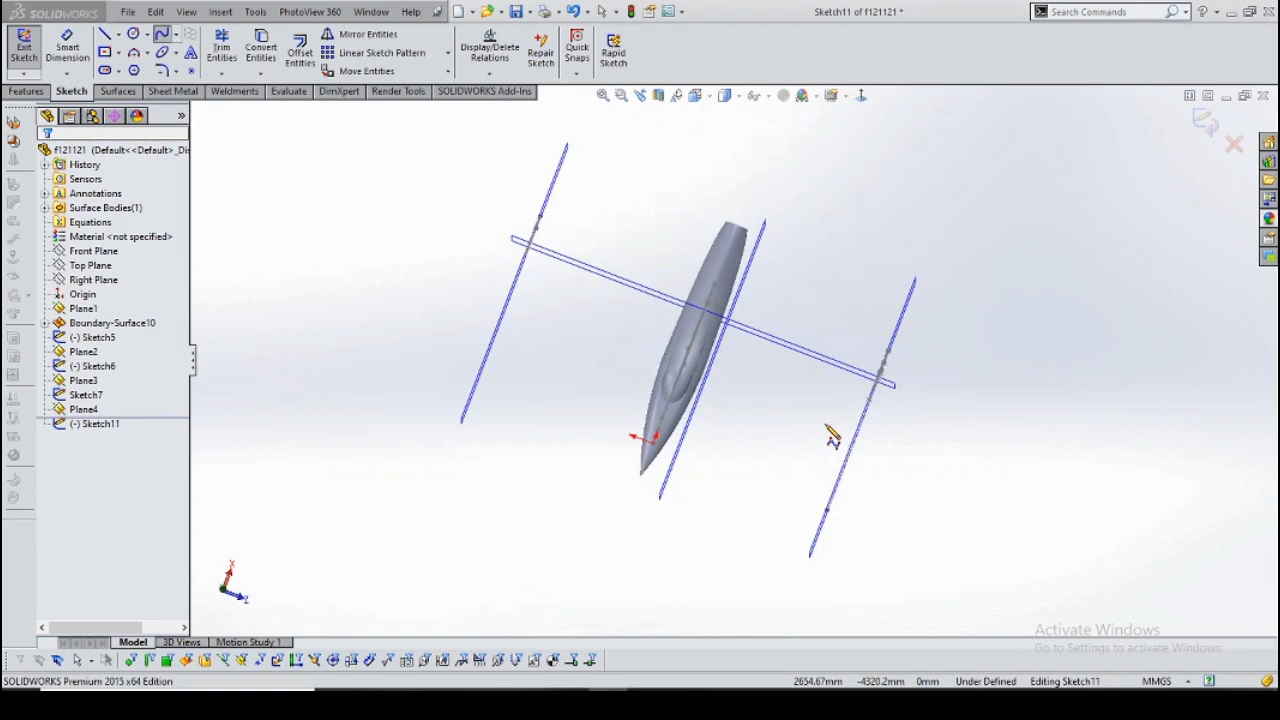 SOLIDWORKS File Edit View Insert Tools PhotoView 360 Window Help Sketch11 of f121121 * Search Commands
Exit Sketch
Smart Dimension
Trim Entities
Convert Entities
Offset Entities
Mirror Entities
Linear Sketch Pattern
Move Entities
Display/Delete Relations
Repair Sketch
Quick Snaps
Rapid Sketch
Features Sketch Surfaces Sheet Metal Weldments Evaluate DimXpert Render Tools SOLIDWORKS Add-Ins
f121121 (Default<<Default>_Di
History
Sensors
Annotations
Surface Bodies(1)
Equations
Material <not specified>
Front Plane
Top Plane
Right Plane
Origin
Plane1
Boundary-Surface10
(-) Sketch5
Plane2
(-) Sketch6
Plane3
Sketch7
Plane4
(-) Sketch11
X
Z
Activate Windows
Go to Settings to activate Windows.
Model 3D Views Motion Study 1
SOLIDWORKS Premium 2015 x64 Edition 2654.67mm -4320.2mm 0mm Under Defined Editing Sketch11 MMGS